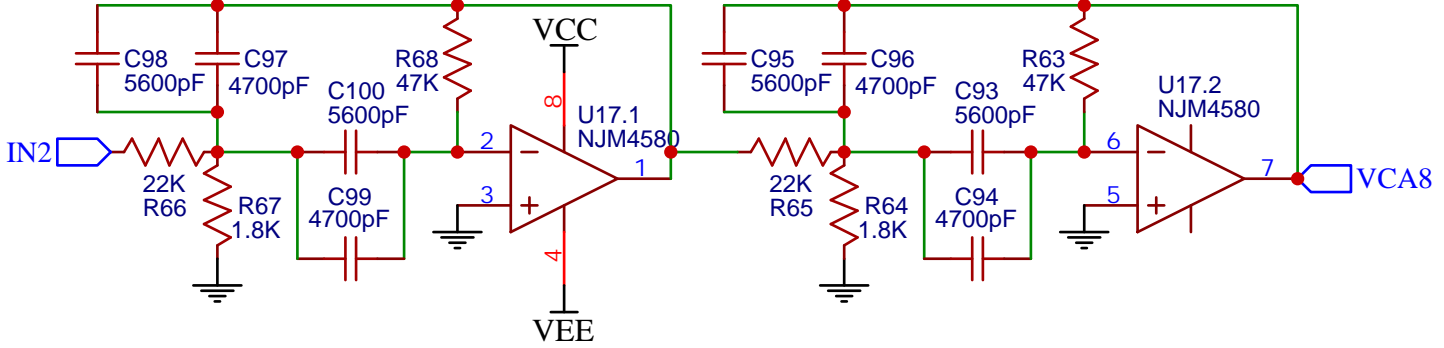 VCC
C98
5600pF
C97
4700pF
R68
47K
C100
5600pF
8
U17.1
NJM4580
IN2
22K
R66
R67
1.8K
C99
4700pF
2
3
1
4
VEE
C95
5600pF
C96
4700pF
R63
47K
C93
5600pF
U17.2
NJM4580
22K
R65
R64
1.8K
C94
4700pF
6
5
7
VCA8